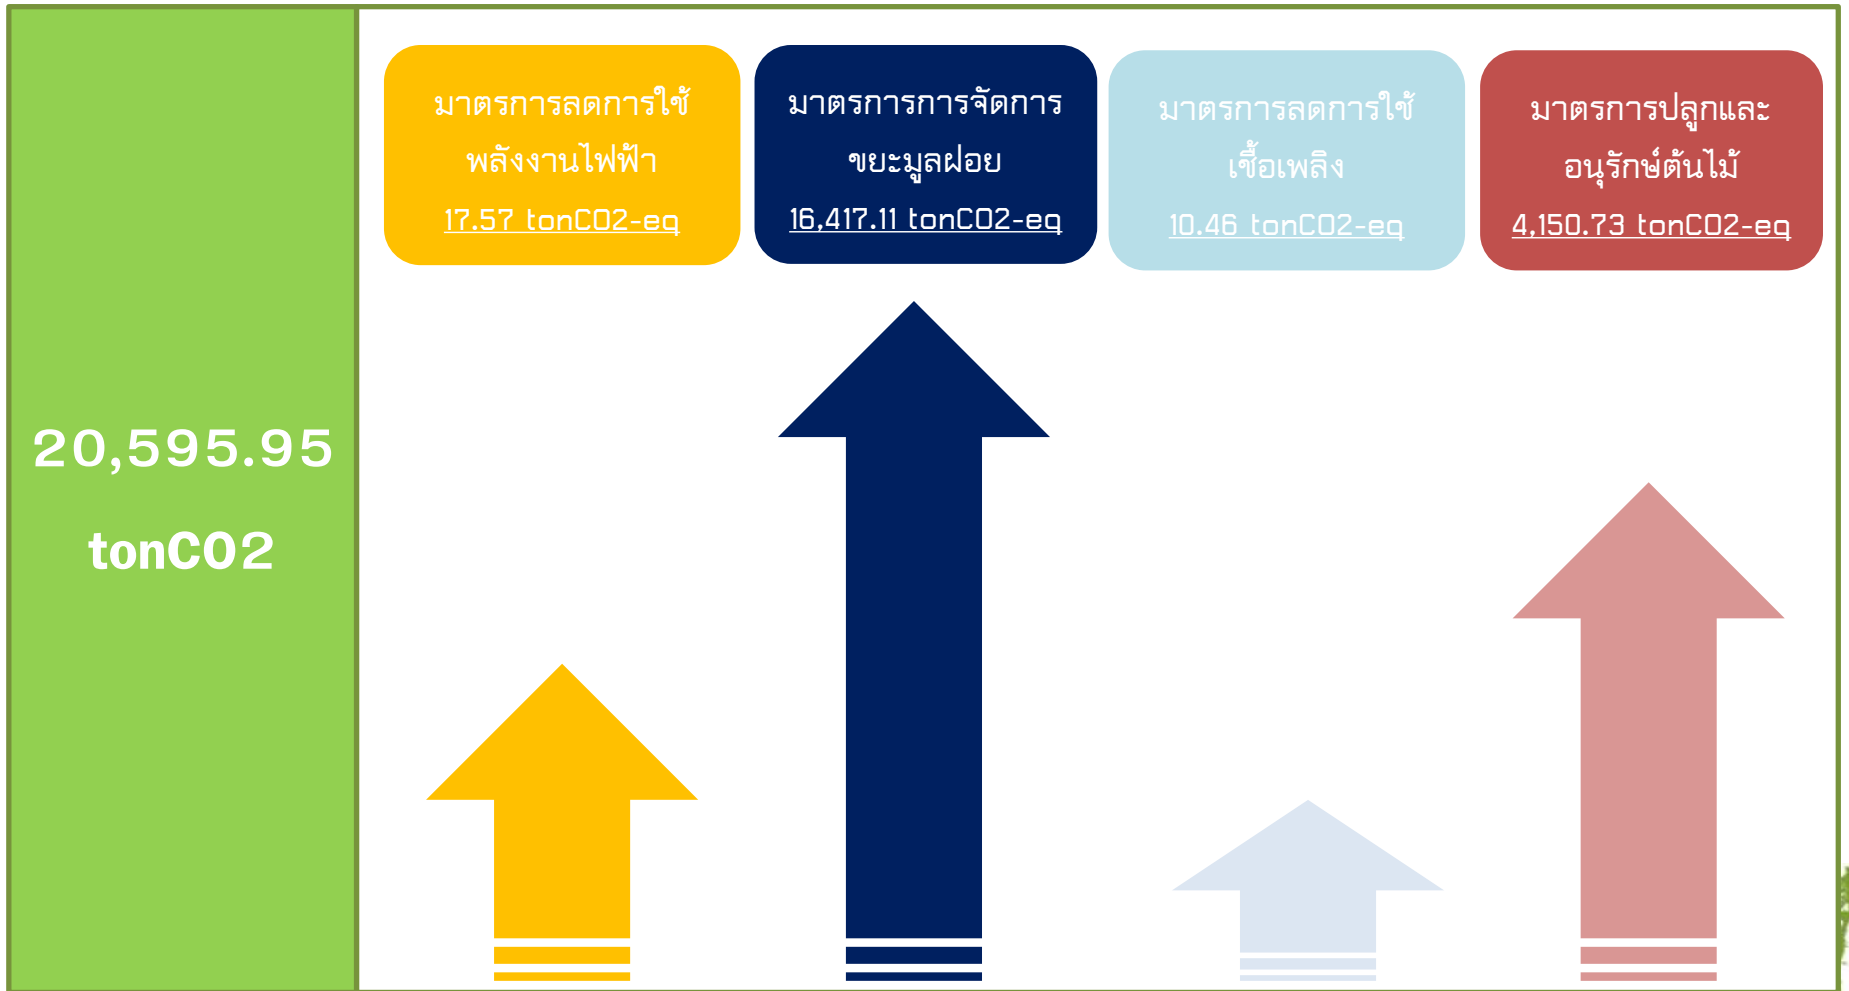 20,595.95
tonCO2
มาตรการลดการใช้
พลังงานไฟฟ้า
17.57 tonCO2-eq
มาตรการการจัดการ
ขยะมูลฝอย
16,417.11 tonCO2-eq
มาตรการลดการใช้
เชื้อเพลิง
10.46 tonCO2-eq
มาตรการปลูกและ
อนุรักษ์ต้นไม้
4,150.73 tonCO2-eq